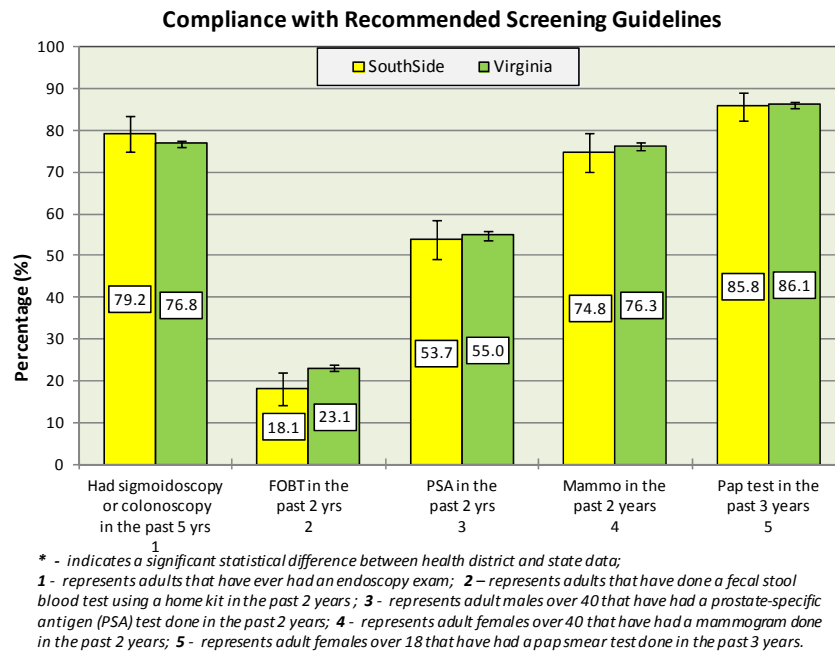 Compliance with Recommended Screening Guidelines
SouthSide Virginia
Percentage (%)
100
90
80
70
60
50
40
30
20
10
0
79.2 76.8 18.1 23.1 53.7 55.0 74.8 76.3 85.8 86.1
Had sigmoidoscopy
or colonoscopy
in the past 5 yrs
1
FOBT in the
past 2 yrs
2
PSA in the
past 2 yrs
3
Mammo in the
past 2 years
4
Pap test in the
past 3 years
5
* - indicates a significant statistical difference between health district and state data;
1 - represents adults that have ever had an endoscopy exam; 2 – represents adults that have done a fecal stool
blood test using a home kit in the past 2 years ; 3 - represents adult males over 40 that have had a prostate-specific
antigen (PSA) test done in the past 2 years; 4 - represents adult females over 40 that have had a mammogram done
in the past 2 years; 5 - represents adult females over 18 that have had a pap smear test done in the past 3 years.